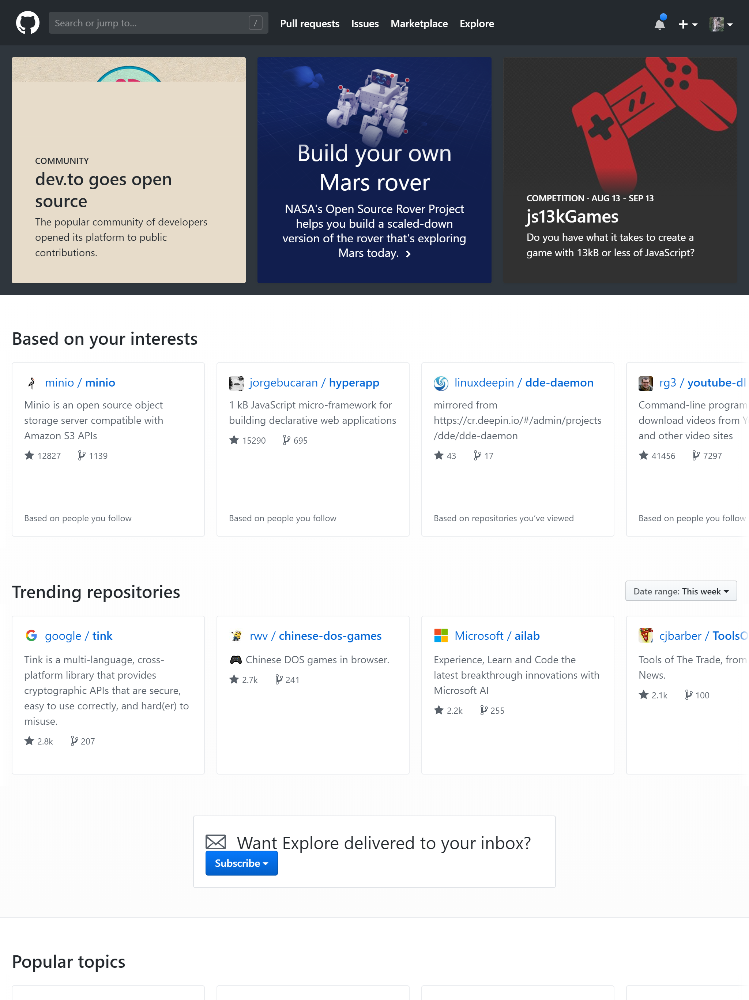 Search or jump to...
/
Pull requests
Issues
Marketplace
Explore
COMMUNITY
dev.to goes open
source
The popular community of developers
opened its platform to public
contributions.
Build your own
Mars rover
NASA's Open Source Rover Project
helps you build a scaled-down
version of the rover that's exploring
Mars today.
COMPETITION · AUG 13 - SEP 13
js13kGames
Do you have what it takes to create a
game with 13kB or less of JavaScript?
Based on your interests
minio / minio
Minio is an open source object
storage server compatible with
Amazon S3 APIs
12827 1139
Based on people you follow
jorgebucaran / hyperapp
1 kB JavaScript micro-framework for
building declarative web applications
15290 695
Based on people you follow
linuxdeepin / dde-daemon
mirrored from
https://cr.deepin.io/#/admin/projects
/dde/dde-daemon
43 17
Based on repositories you’ve viewed
rg3 / youtube-dl
Command-line program
download videos from
and other video sites
41456 7297
Based on people you follow
Trending repositories
Date range: This week
google / tink
Tink is a multi-language, cross-
platform library that provides
cryptographic APIs that are secure,
easy to use correctly, and hard(er) to
misuse.
2.8k 207
rwv / chinese-dos-games
Chinese DOS games in browser.
2.7k 241
Microsoft / ailab
Experience, Learn and Code the
latest breakthrough innovations with
Microsoft AI
2.2k 255
cjbarber /
Tools of The Trade, from
News.
2.1k 100
Want Explore delivered to your inbox?
Subscribe
Popular topics